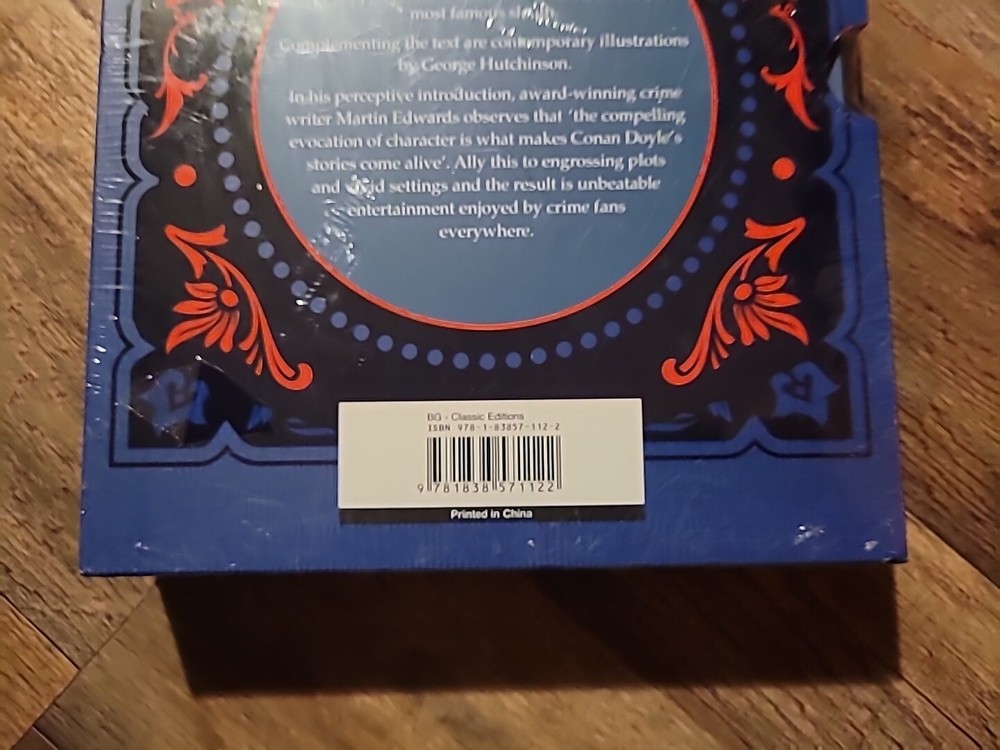 most famous
Complementing the text are contemporary illustrations
by George Hutchinson.
In his perceptive introduction, award-winning crime
writer Martin Edwards observes that 'the compelling
evocation of character is what makes Conan Doyle's
stories come alive'. Ally this to engrossing plots
and vivid settings and the result is unbeatable
entertainment enjoyed by crime fans
everywhere.
BG - Classic Editions
ISBN 978-1-83857-112-2
9 781838 571122
Printed in China